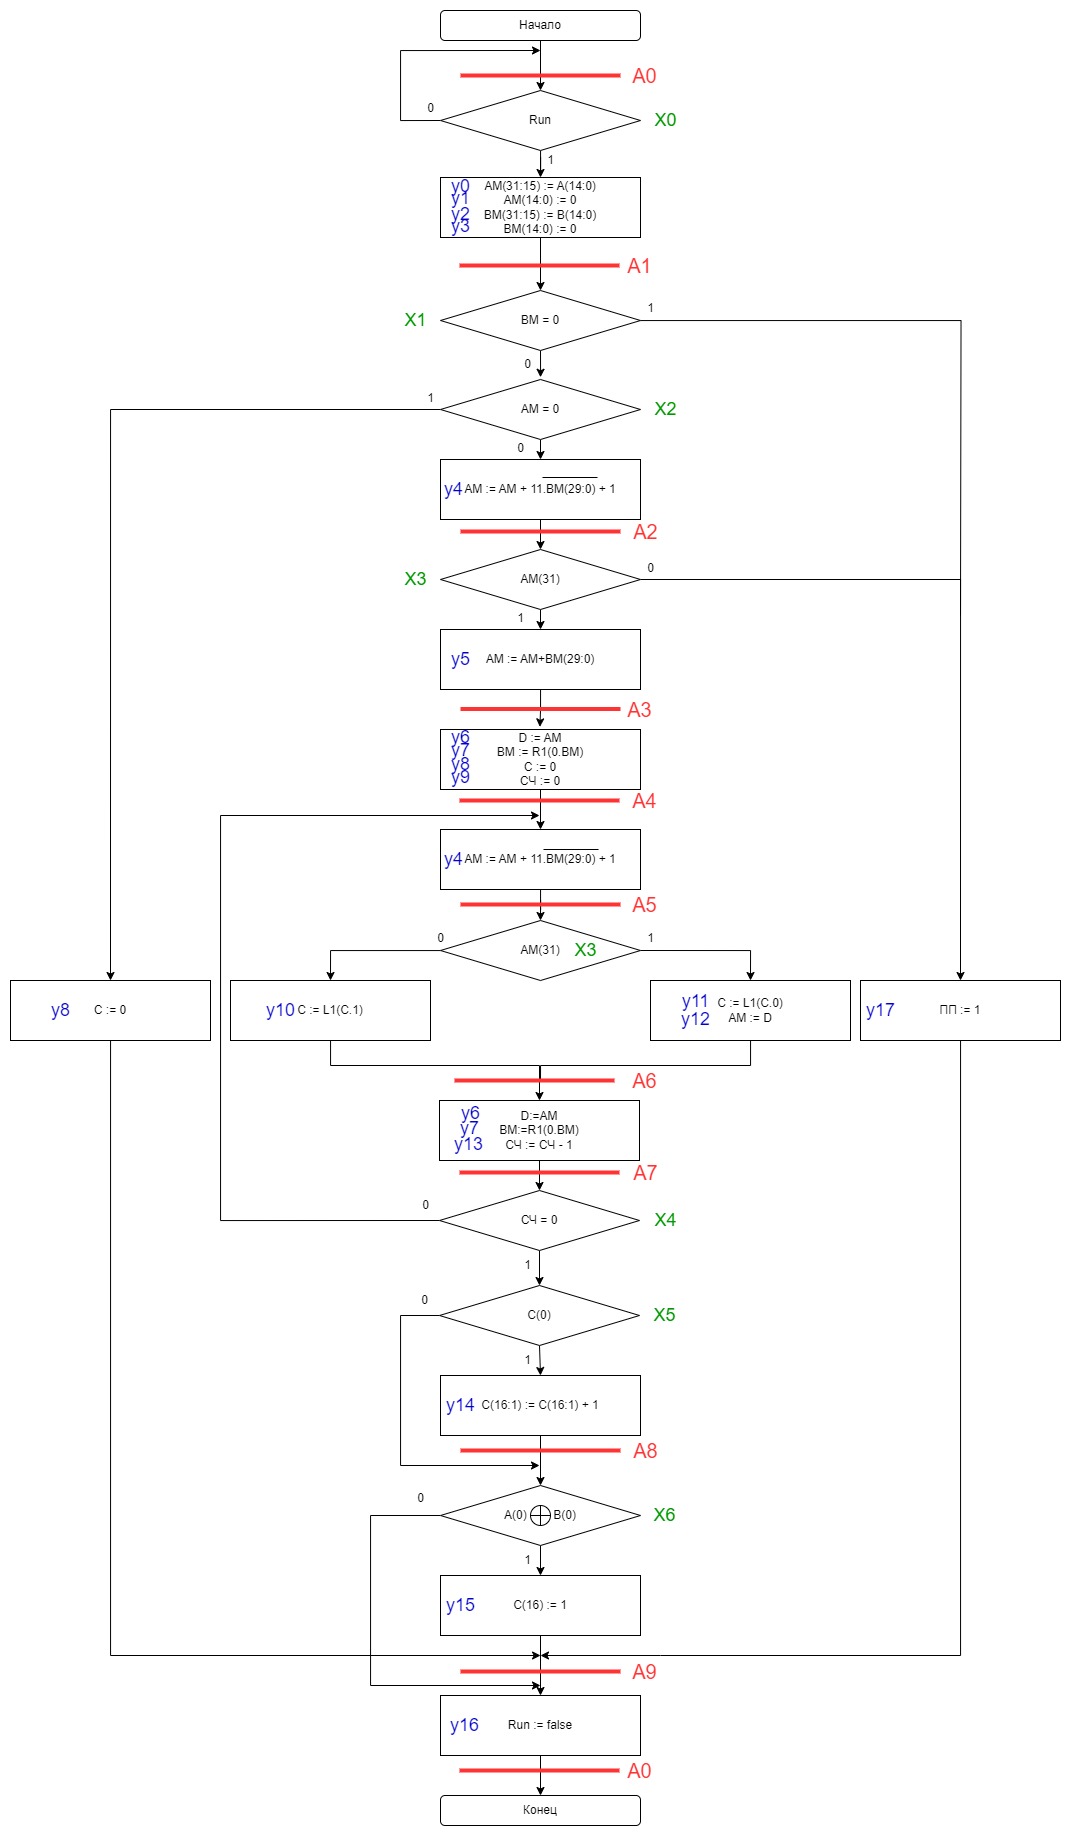 Начало
A0
0
Run
X0
1
y0 AM(31:15) := A(14:0)
y1 AM(14:0) := 0
y2 BM(31:15) := B(14:0)
y3 BM(14:0) := 0
A1
X1
BM = 0
1
0
1
AM = 0
X2
0
y4 AM := AM + 11.BM(29:0) + 1
A2
X3
AM(31)
0
1
y5 AM := AM+BM(29:0)
A3
y6 D := AM
y7 BM := R1(0.BM)
y8 C := 0
y9 СЧ := 0
A4
y4 AM := AM + 11.BM(29:0) + 1
A5
0
AM(31) X3
1
y8 C := 0
y10 C := L1(C.1)
y11 C := L1(C.0)
y12 AM := D
y17 ПП := 1
A6
y6 D:=AM
y7 BM:=R1(0.BM)
y13 СЧ := СЧ - 1
A7
0
СЧ = 0
X4
1
0
C(0)
X5
1
y14 C(16:1) := C(16:1) + 1
A8
0
A(0) B(0)
X6
1
y15 C(16) := 1
A9
y16 Run := false
A0
Конец